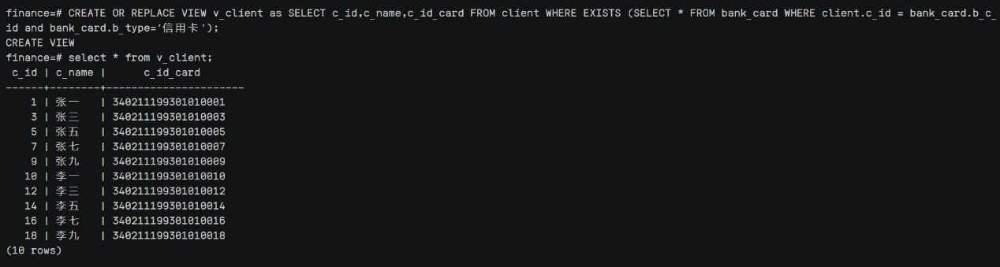 finance=# CREATE OR REPLACE VIEW v_client as SELECT c_id,c_name,c_id_card FROM client WHERE EXISTS (SELECT * FROM bank_card WHERE client.c_id = bank_card.b_c_
id and bank_card.b_type='信用卡');
CREATE VIEW
finance=# select * from v_client;
 c_id | c_name |      c_id_card
------+--------+----------------------
    1 | 张一   | 340211199301010001
    3 | 张三   | 340211199301010003
    5 | 张五   | 340211199301010005
    7 | 张七   | 340211199301010007
    9 | 张九   | 340211199301010009
   10 | 李一   | 340211199301010010
   12 | 李三   | 340211199301010012
   14 | 李五   | 340211199301010014
   16 | 李七   | 340211199301010016
   18 | 李九   | 340211199301010018
(10 rows)